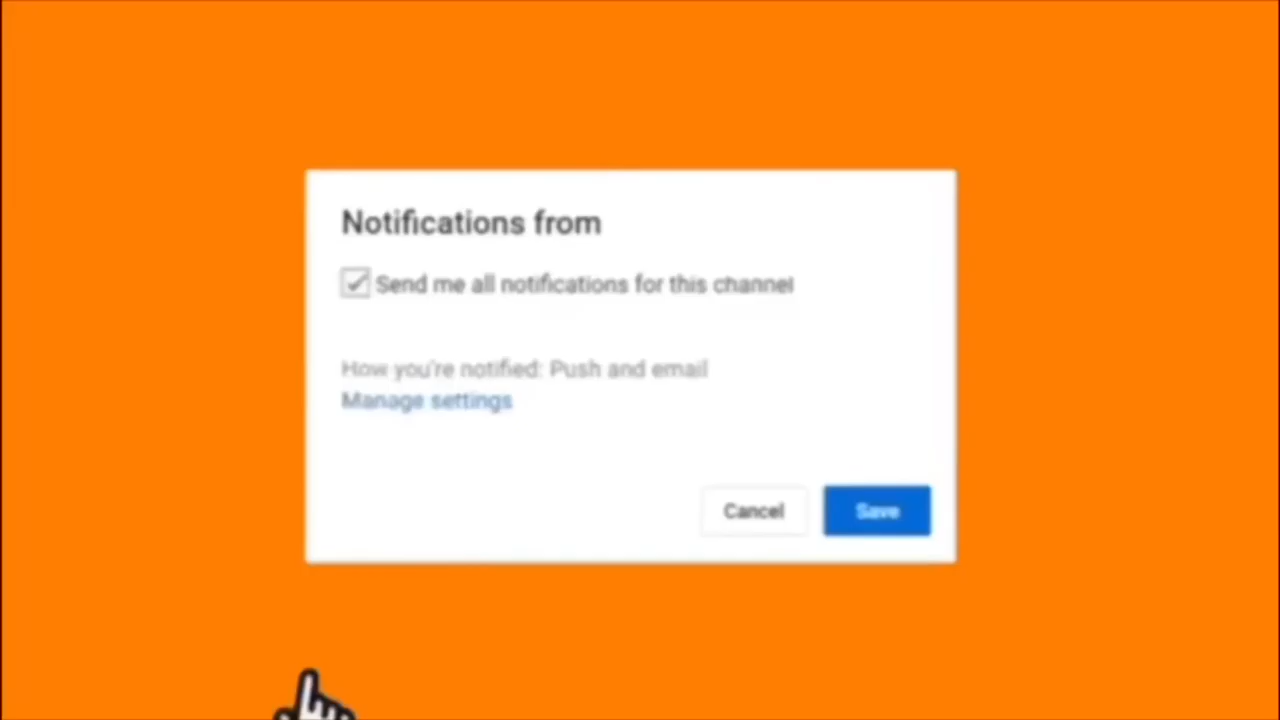 Notifications from
Send me all notifications for this channel
How you're notified: Push and email
Manage settings
Cancel
Save